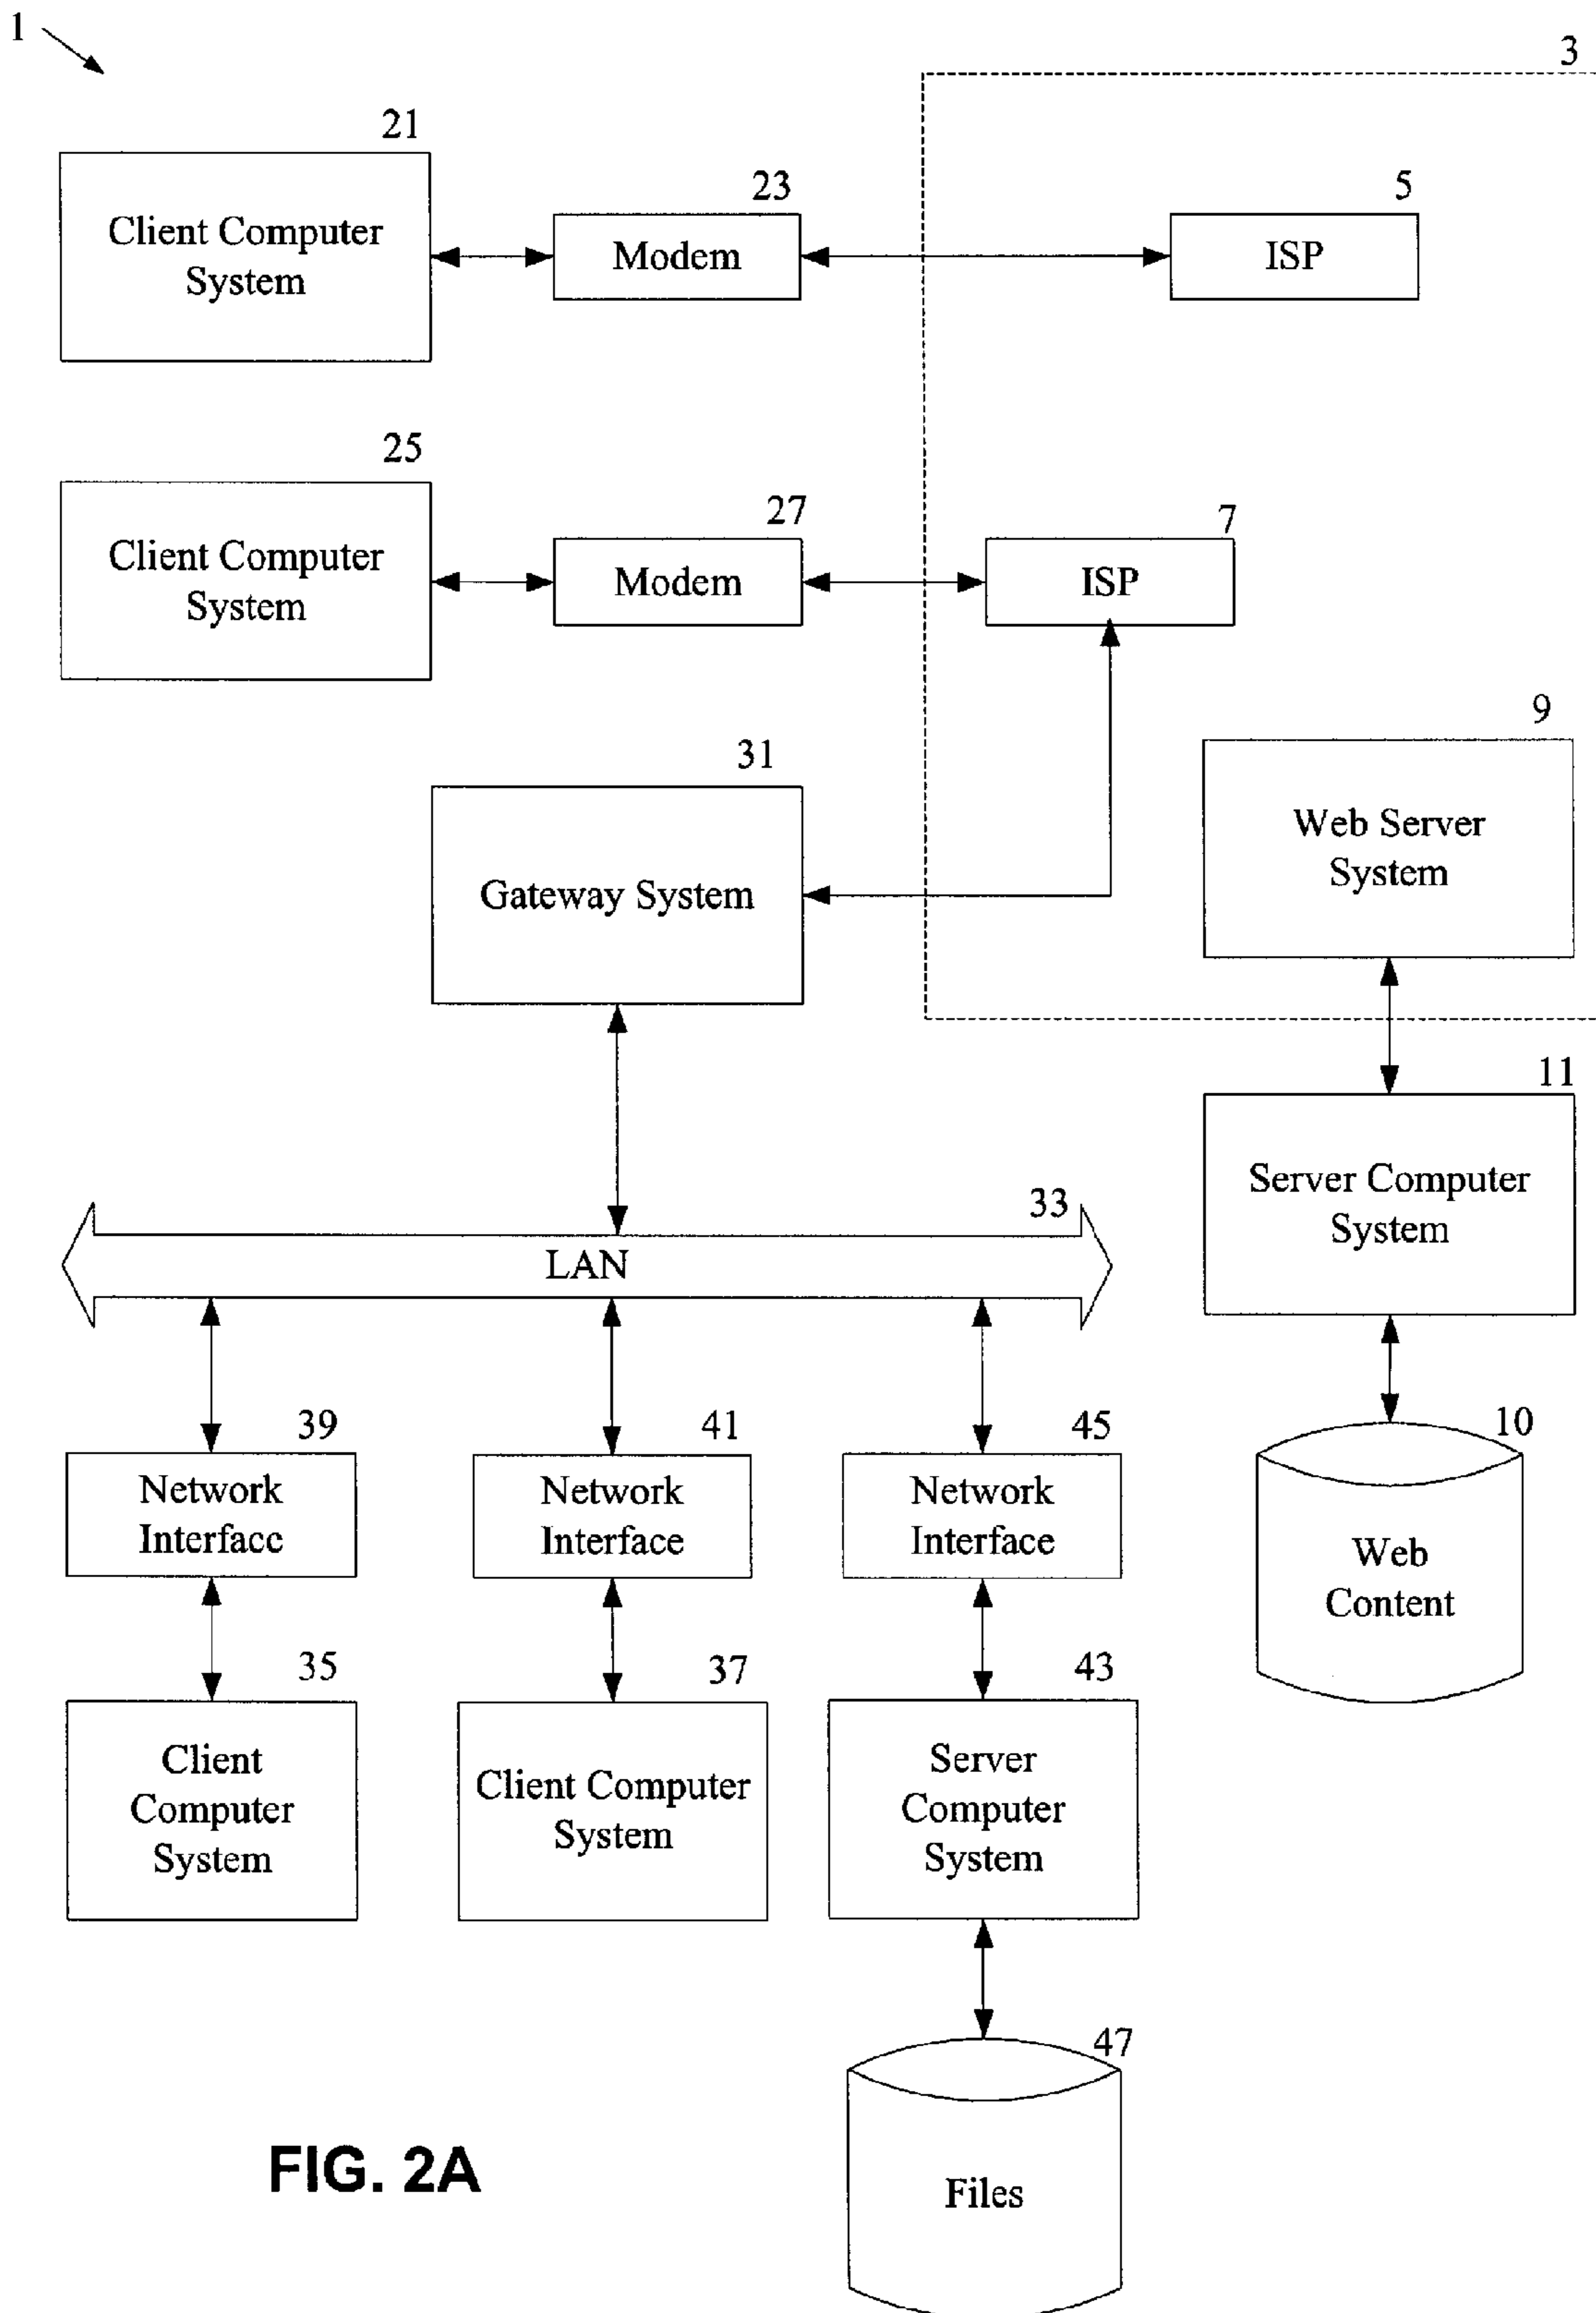 1
3
21
Client Computer
System
23
Modem
5
ISP
25
Client Computer
System
27
Modem
7
ISP
31
Gateway System
9
Web Server
System
11
Server Computer
System
33
LAN
10
Web
Content
39
Network
Interface
41
Network
Interface
45
Network
Interface
35
Client
Computer
System
37
Client Computer
System
43
Server
Computer
System
47
Files
FIG. 2A